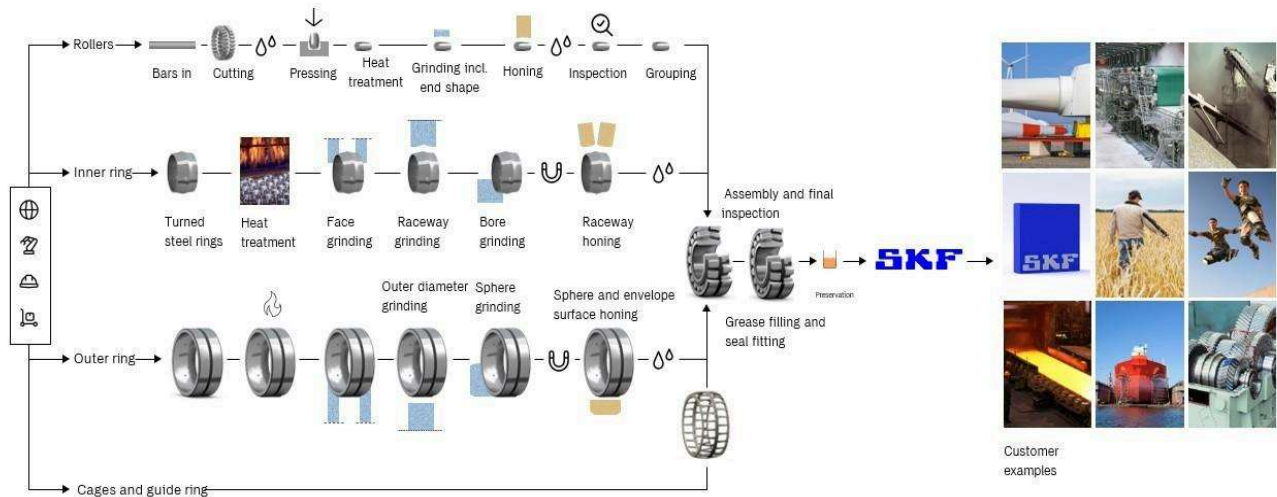 Rollers
Bars in
Cutting
Pressing
Heat
treatment
Grinding incl.
end shape
Honing
Inspection
Grouping
Inner ring
Turned
steel rings
Heat
treatment
Face
grinding
Raceway
grinding
Bore
grinding
Raceway
honing
Assembly and final
inspection
Preservation
SKF
SKF
Grease filling and
seal fitting
Outer diameter
grinding
Sphere
grinding
Sphere and envelope
surface honing
Outer ring
Cages and guide ring
Customer
examples